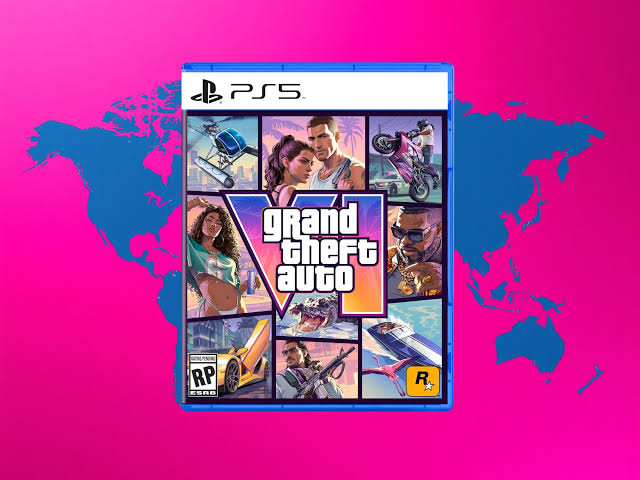 PS5
VI
grand
theft
auto
RATING PENDING
RP
ESRB
R